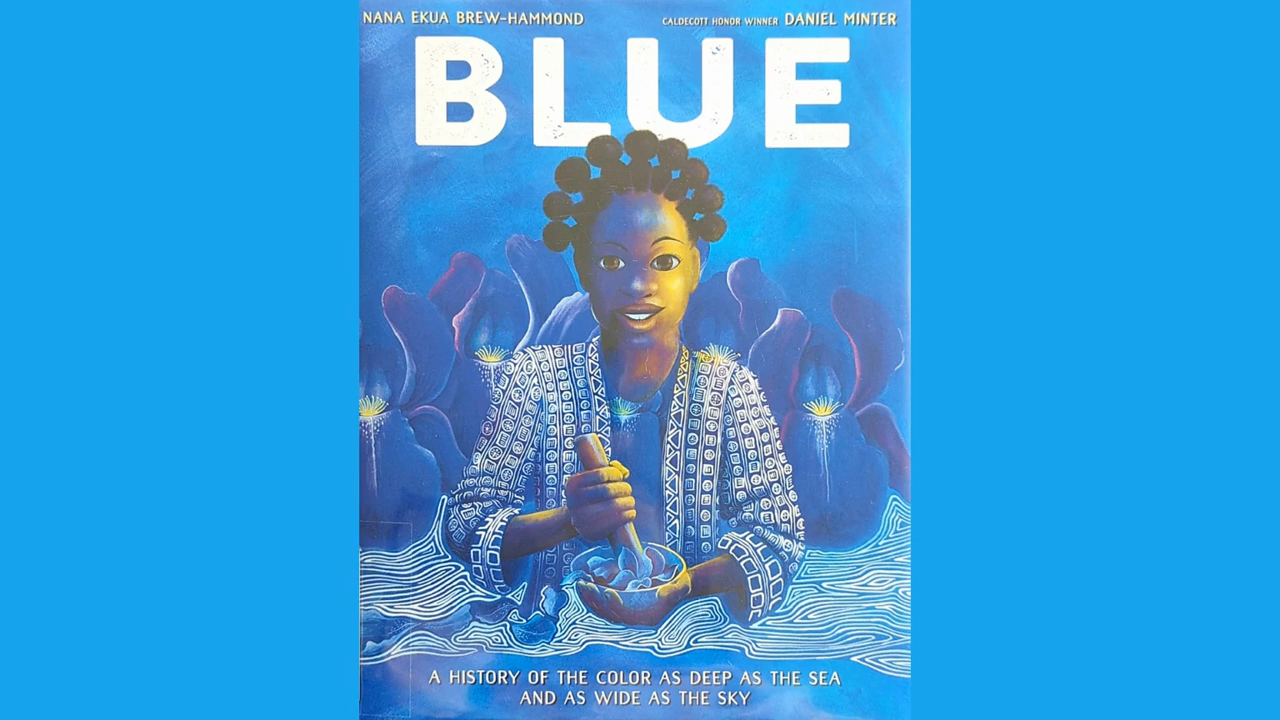 NANA EKUA BREW-HAMMOND
CALDECOTT HONOR WINNER DANIEL MINTER
BLUE
A HISTORY OF THE COLOR AS DEEP AS THE SEA
AND AS WIDE AS THE SKY